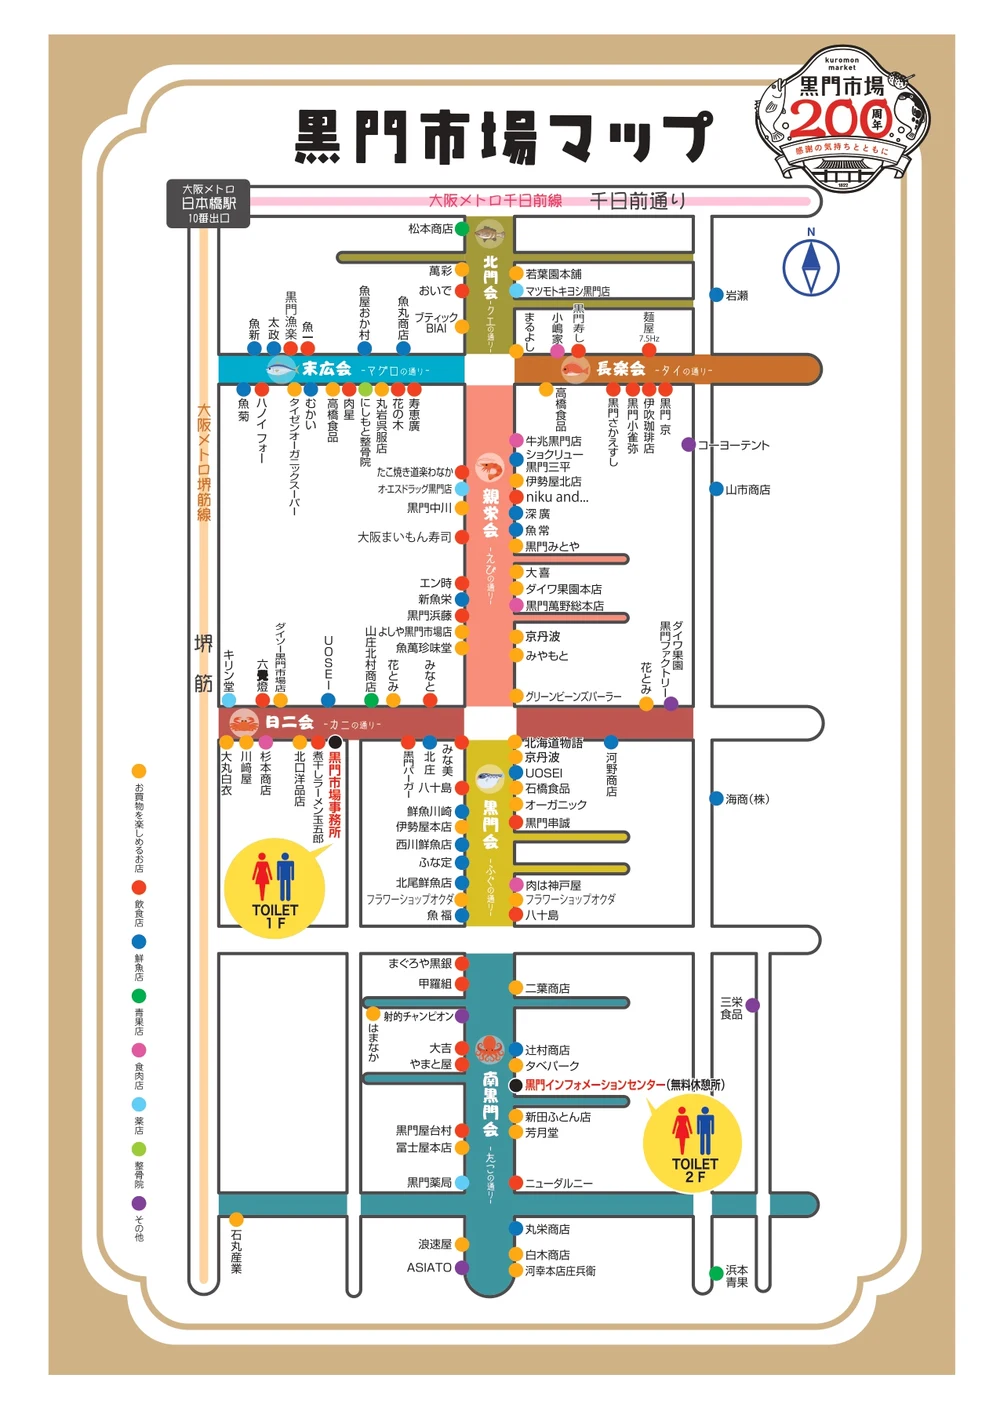 kuromon
market
黒門市場
200
周年
感謝の気持ちとともに
1822
黒門市場マップ
大阪メトロ
日本橋駅
10番出口
大阪メトロ千日前線
千日前通り
N
松本商店
北門会
-クエの通り-
萬彩
おいで
ブティック
BIAI
若葉園本舗
マツモトキヨシ黒門店
岩瀬
魚新
太政
黒門漁楽
魚一
魚屋おか村
魚丸商店
まるよし
小嶋家
黒門寿し
麺屋
7.5Hz
末広会 -マグロの通り-
長楽会 -タイの通り-
魚菊
ハノイフォー
タイゼンオーガニックスーパー
むかい
高橋食品
肉星
にしもと整骨院
丸岩呉服店
花の木
寿恵廣
高橋食品
黒門さかえすし
黒門小雀弥
伊吹珈琲店
黒門 京
コーヨーテント
山市商店
大阪メトロ堺筋線
堺筋
牛兆黒門店
ショクリュー
黒門三平
伊勢屋北店
niku and...
深廣
魚常
黒門みとや
大喜
ダイワ果園本店
黒門萬野総本店
京丹波
みやもと
グリーンピーンズパーラー
たこ焼き道楽わなか
オ・エスドラッグ黒門店
黒門中川
大阪まいもん寿司
エン時
新魚栄
黒門浜藤
よしや黒門市場店
魚萬珍味堂
親栄会
-えびの通り-
キリン堂
六覺燈
ダイソー黒門市場店
UOSEI
山庄北村商店
花とみ
みなと
花とみ
ダイワ果園
黒門ファクトリー
日二会 -カニの通り-
大丸白衣
川崎屋
杉本商店
北口洋品店
煮干しラーメン玉五郎
黒門市場事務所
黒門バーガー
北庄
みな美
北海道物語
京丹波
UOSEI
石橋食品
オーガニック
黒門串誠
河野商店
海商(株)
八十島
鮮魚川崎
伊勢屋本店
西川鮮魚店
ふな定
北尾鮮魚店
フラワーショップオクダ
魚福
肉は神戸屋
フラワーショップオクダ
八十島
黒門会
-ふぐの通り-
TOILET
1F
お買物を楽しめるお店
飲食店
鮮魚店
青果店
食肉店
薬店
整骨院
その他
まぐろや黒銀
甲羅組
射的チャンピオン
はまなか
大吉
やまと屋
黒門屋台村
冨士屋本店
黒門薬局
南黒門会
-たこの通り-
二葉商店
辻村商店
タベパーク
黒門インフォメーションセンター(無料休憩所)
新田ふとん店
芳月堂
ニューダルニー
三栄
食品
TOILET
2F
石丸産業
浪速屋
ASIATO
丸栄商店
白木商店
河幸本店庄兵衛
浜本
青果